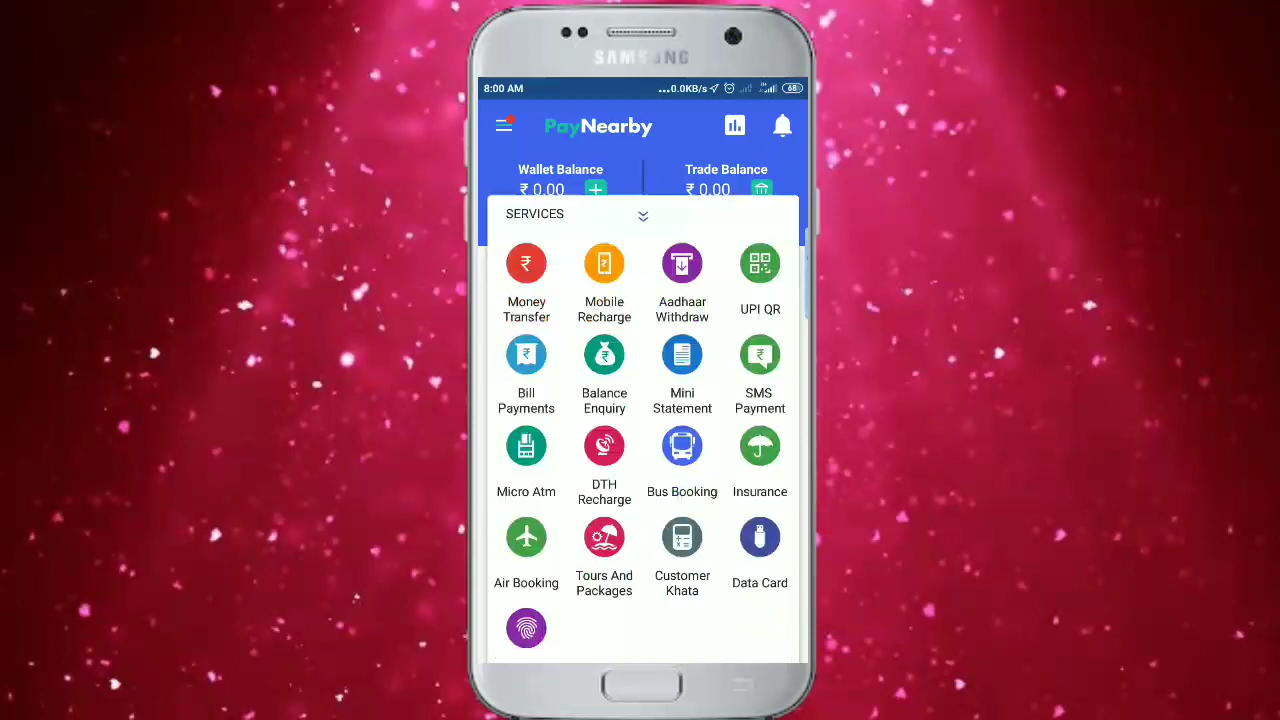 SAMSUNG
8:00 AM
...0.0KB/s
68
PayNearby
Wallet Balance
Trade Balance
₹ 0.00
₹ 0.00
SERVICES
Money
Transfer
Mobile
Recharge
Aadhaar
Withdraw
UPI QR
Bill
Payments
Balance
Enquiry
Mini
Statement
SMS
Payment
Micro Atm
DTH
Recharge
Bus Booking
Insurance
Air Booking
Tours And
Packages
Customer
Khata
Data Card